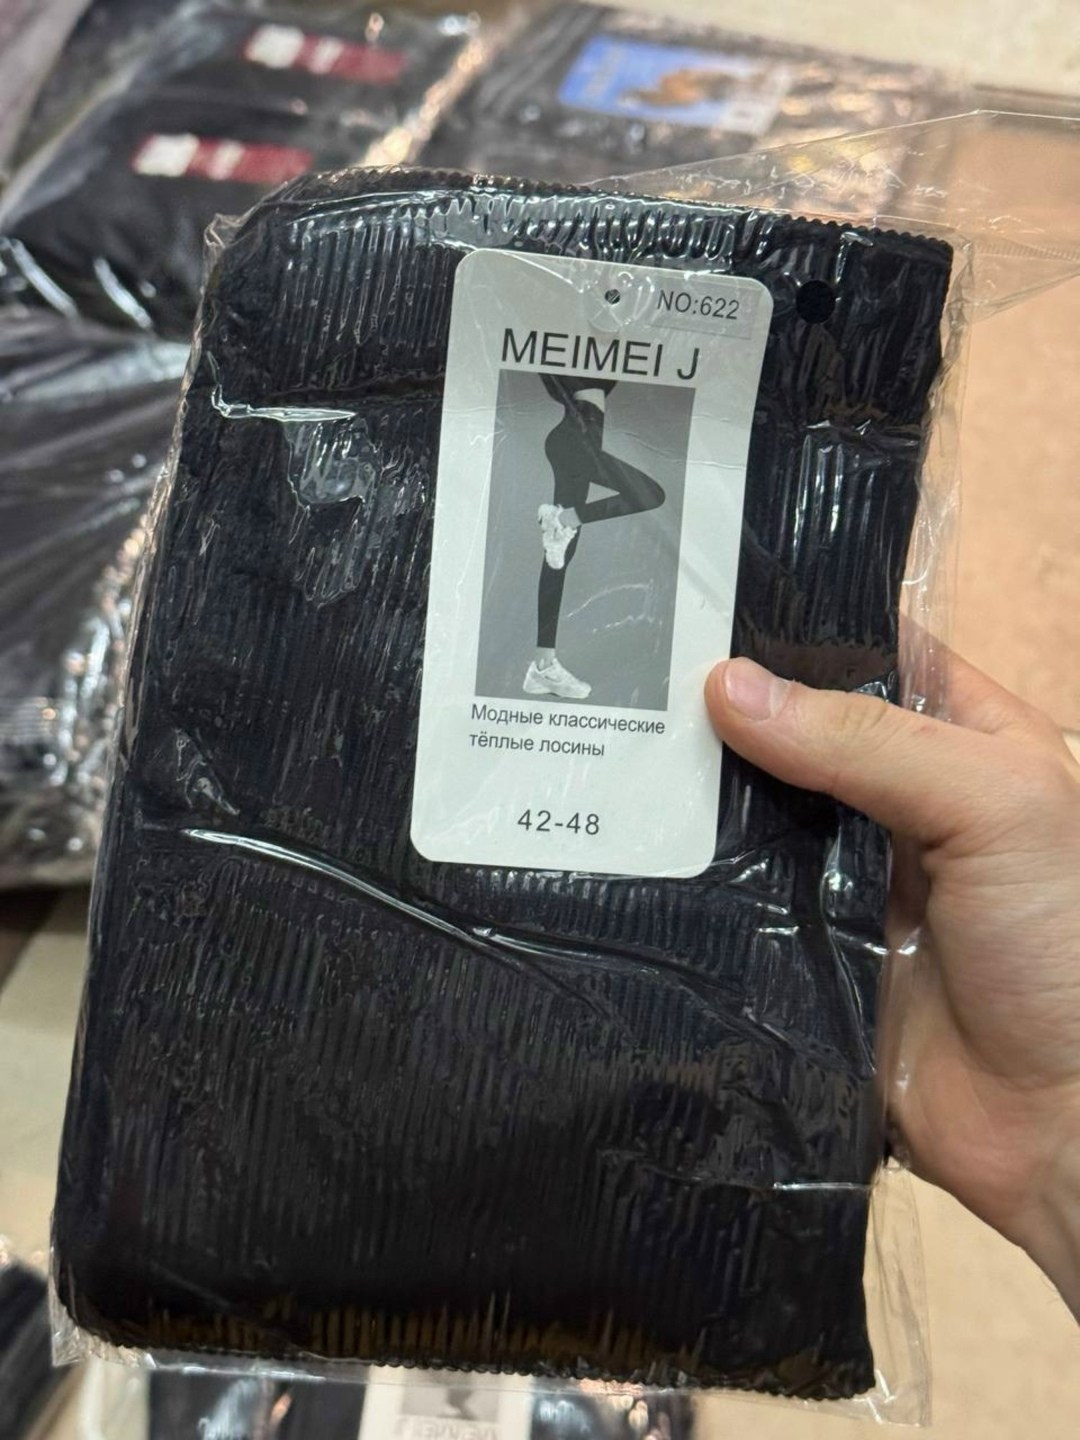 NO:622
MEIMEI J
Модные классические
тёплые лосины
42-48